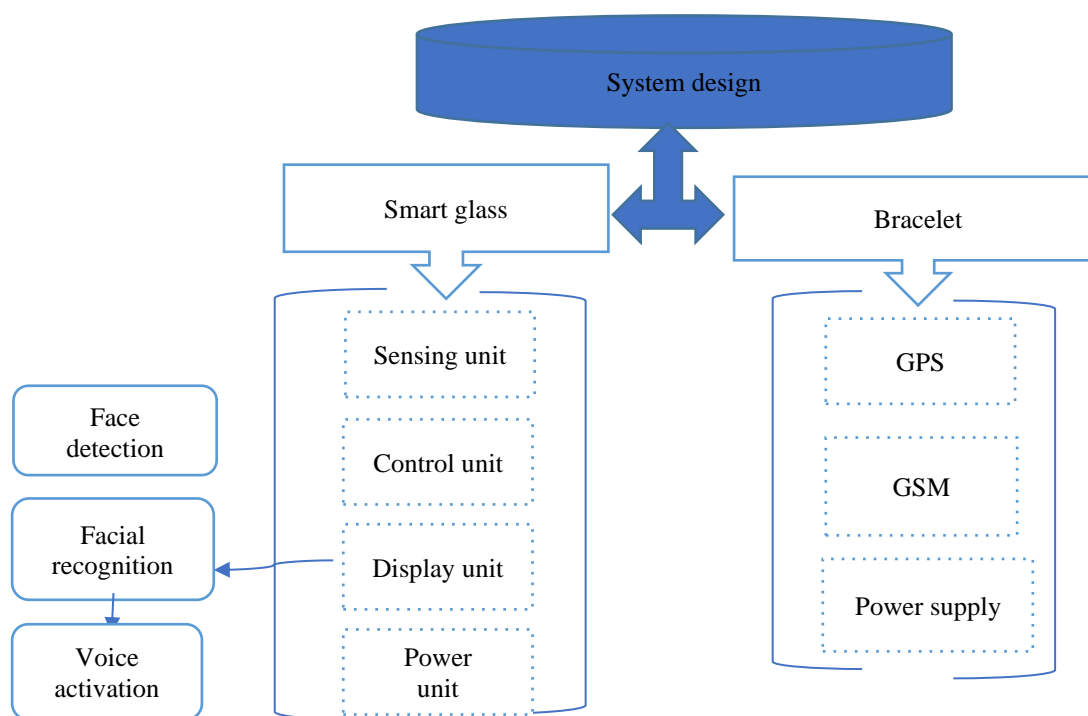 System design
Smart glass
Bracelet
Sensing unit
GPS
Face
detection
Control unit
GSM
Facial
recognition
Display unit
Power supply
Voice
activation
Power
unit